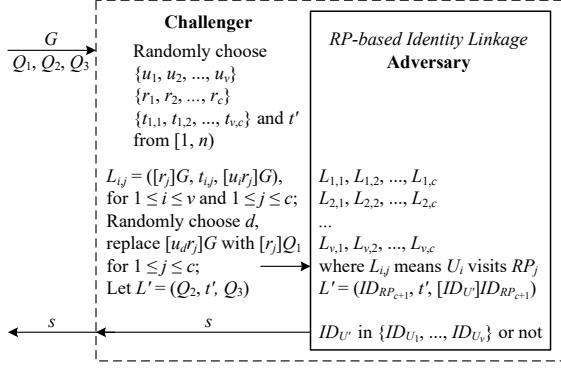 G
Q1, Q2, Q3
Challenger
Randomly choose
{u1, u2, ..., uv}
{r1, r2, ..., rc}
{t1,1, t1,2, ..., tv,c} and t'
from [1, n)
Li,j = ([rj]G, ti,j, [uirj]G),
for 1 ≤ i ≤ v and 1 ≤ j ≤ c;
Randomly choose d,
replace [udrj]G with [rj]Q1
for 1 ≤ j ≤ c;
Let L' = (Q2, t', Q3)
RP-based Identity Linkage
Adversary
L1,1, L1,2, ..., L1,c
L2,1, L2,2, ..., L2,c
...
Lv,1, Lv,2, ..., Lv,c
where Li,j means Ui visits RPj
L' = (IDRPc+1, t', [IDU']IDRPc+1)
s
s
IDU' in {IDU1, ..., IDUv} or not